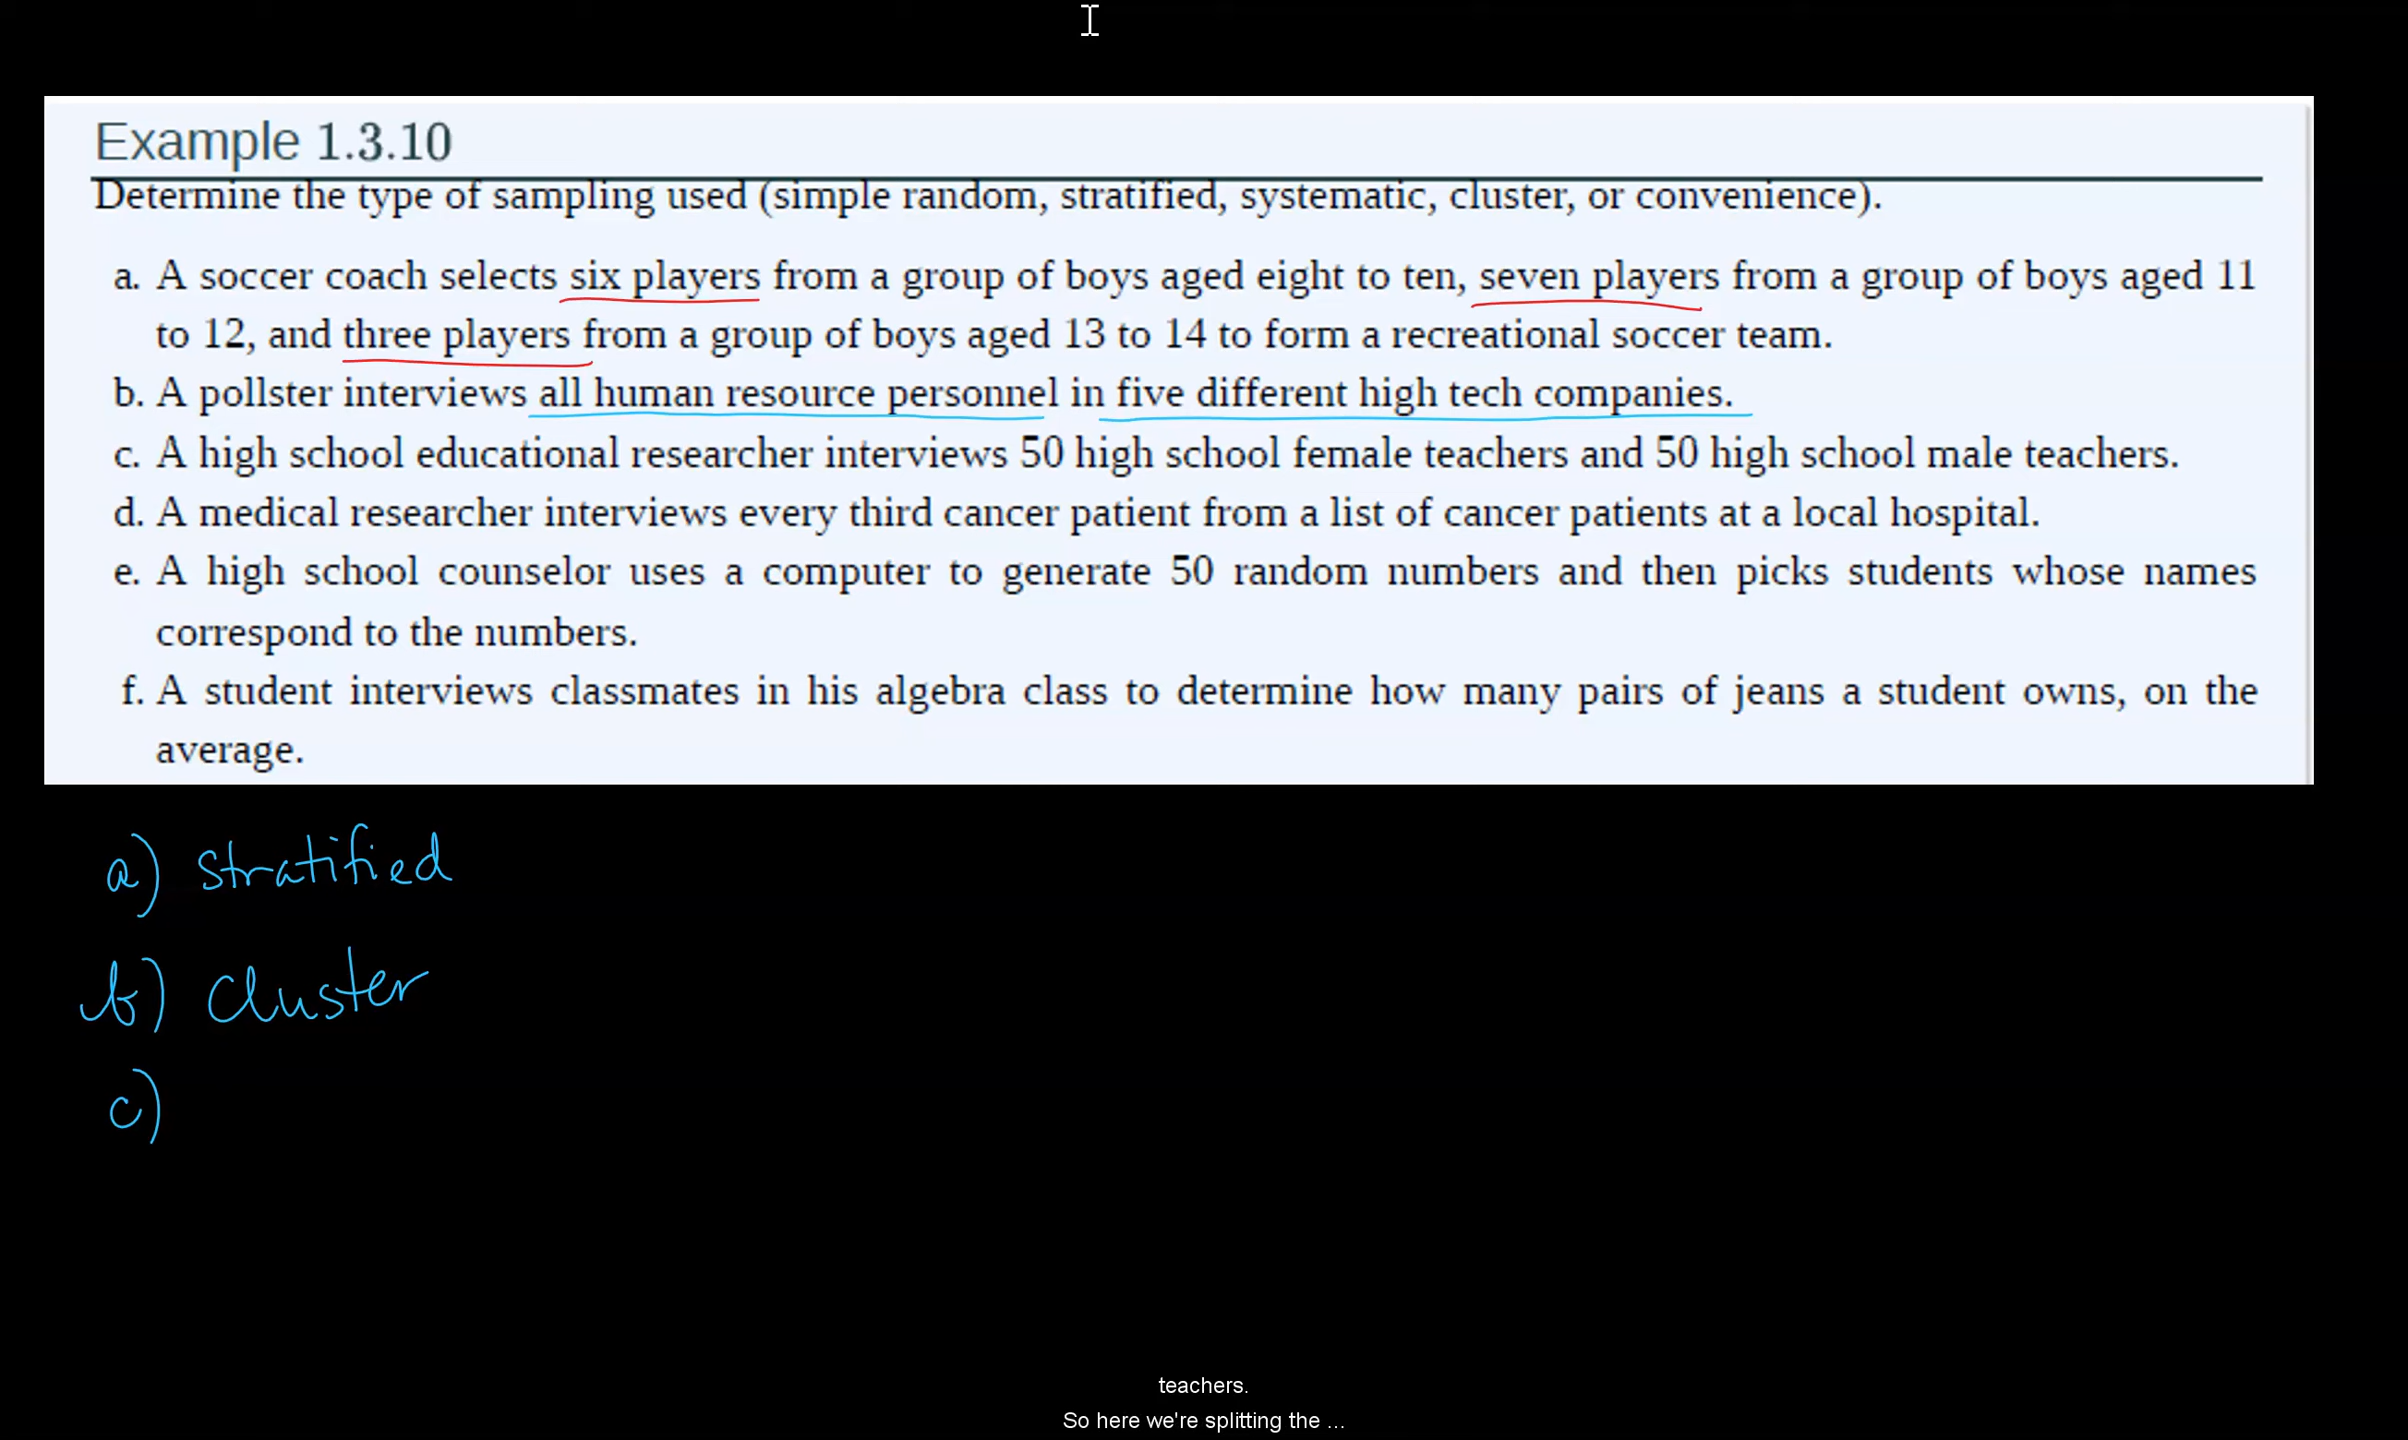 Example 1.3.10
Determine the type of sampling used (simple random, stratified, systematic, cluster, or convenience).
a. A soccer coach selects six players from a group of boys aged eight to ten, seven players from a group of boys aged 11
to 12, and three players from a group of boys aged 13 to 14 to form a recreational soccer team.
b. A pollster interviews all human resource personnel in five different high tech companies.
c. A high school educational researcher interviews 50 high school female teachers and 50 high school male teachers.
d. A medical researcher interviews every third cancer patient from a list of cancer patients at a local hospital.
e. A high school counselor uses a computer to generate 50 random numbers and then picks students whose names
correspond to the numbers.
f. A student interviews classmates in his algebra class to determine how many pairs of jeans a student owns, on the
average.
a) stratified
b) cluster
c)
teachers.
So here we're splitting the ...